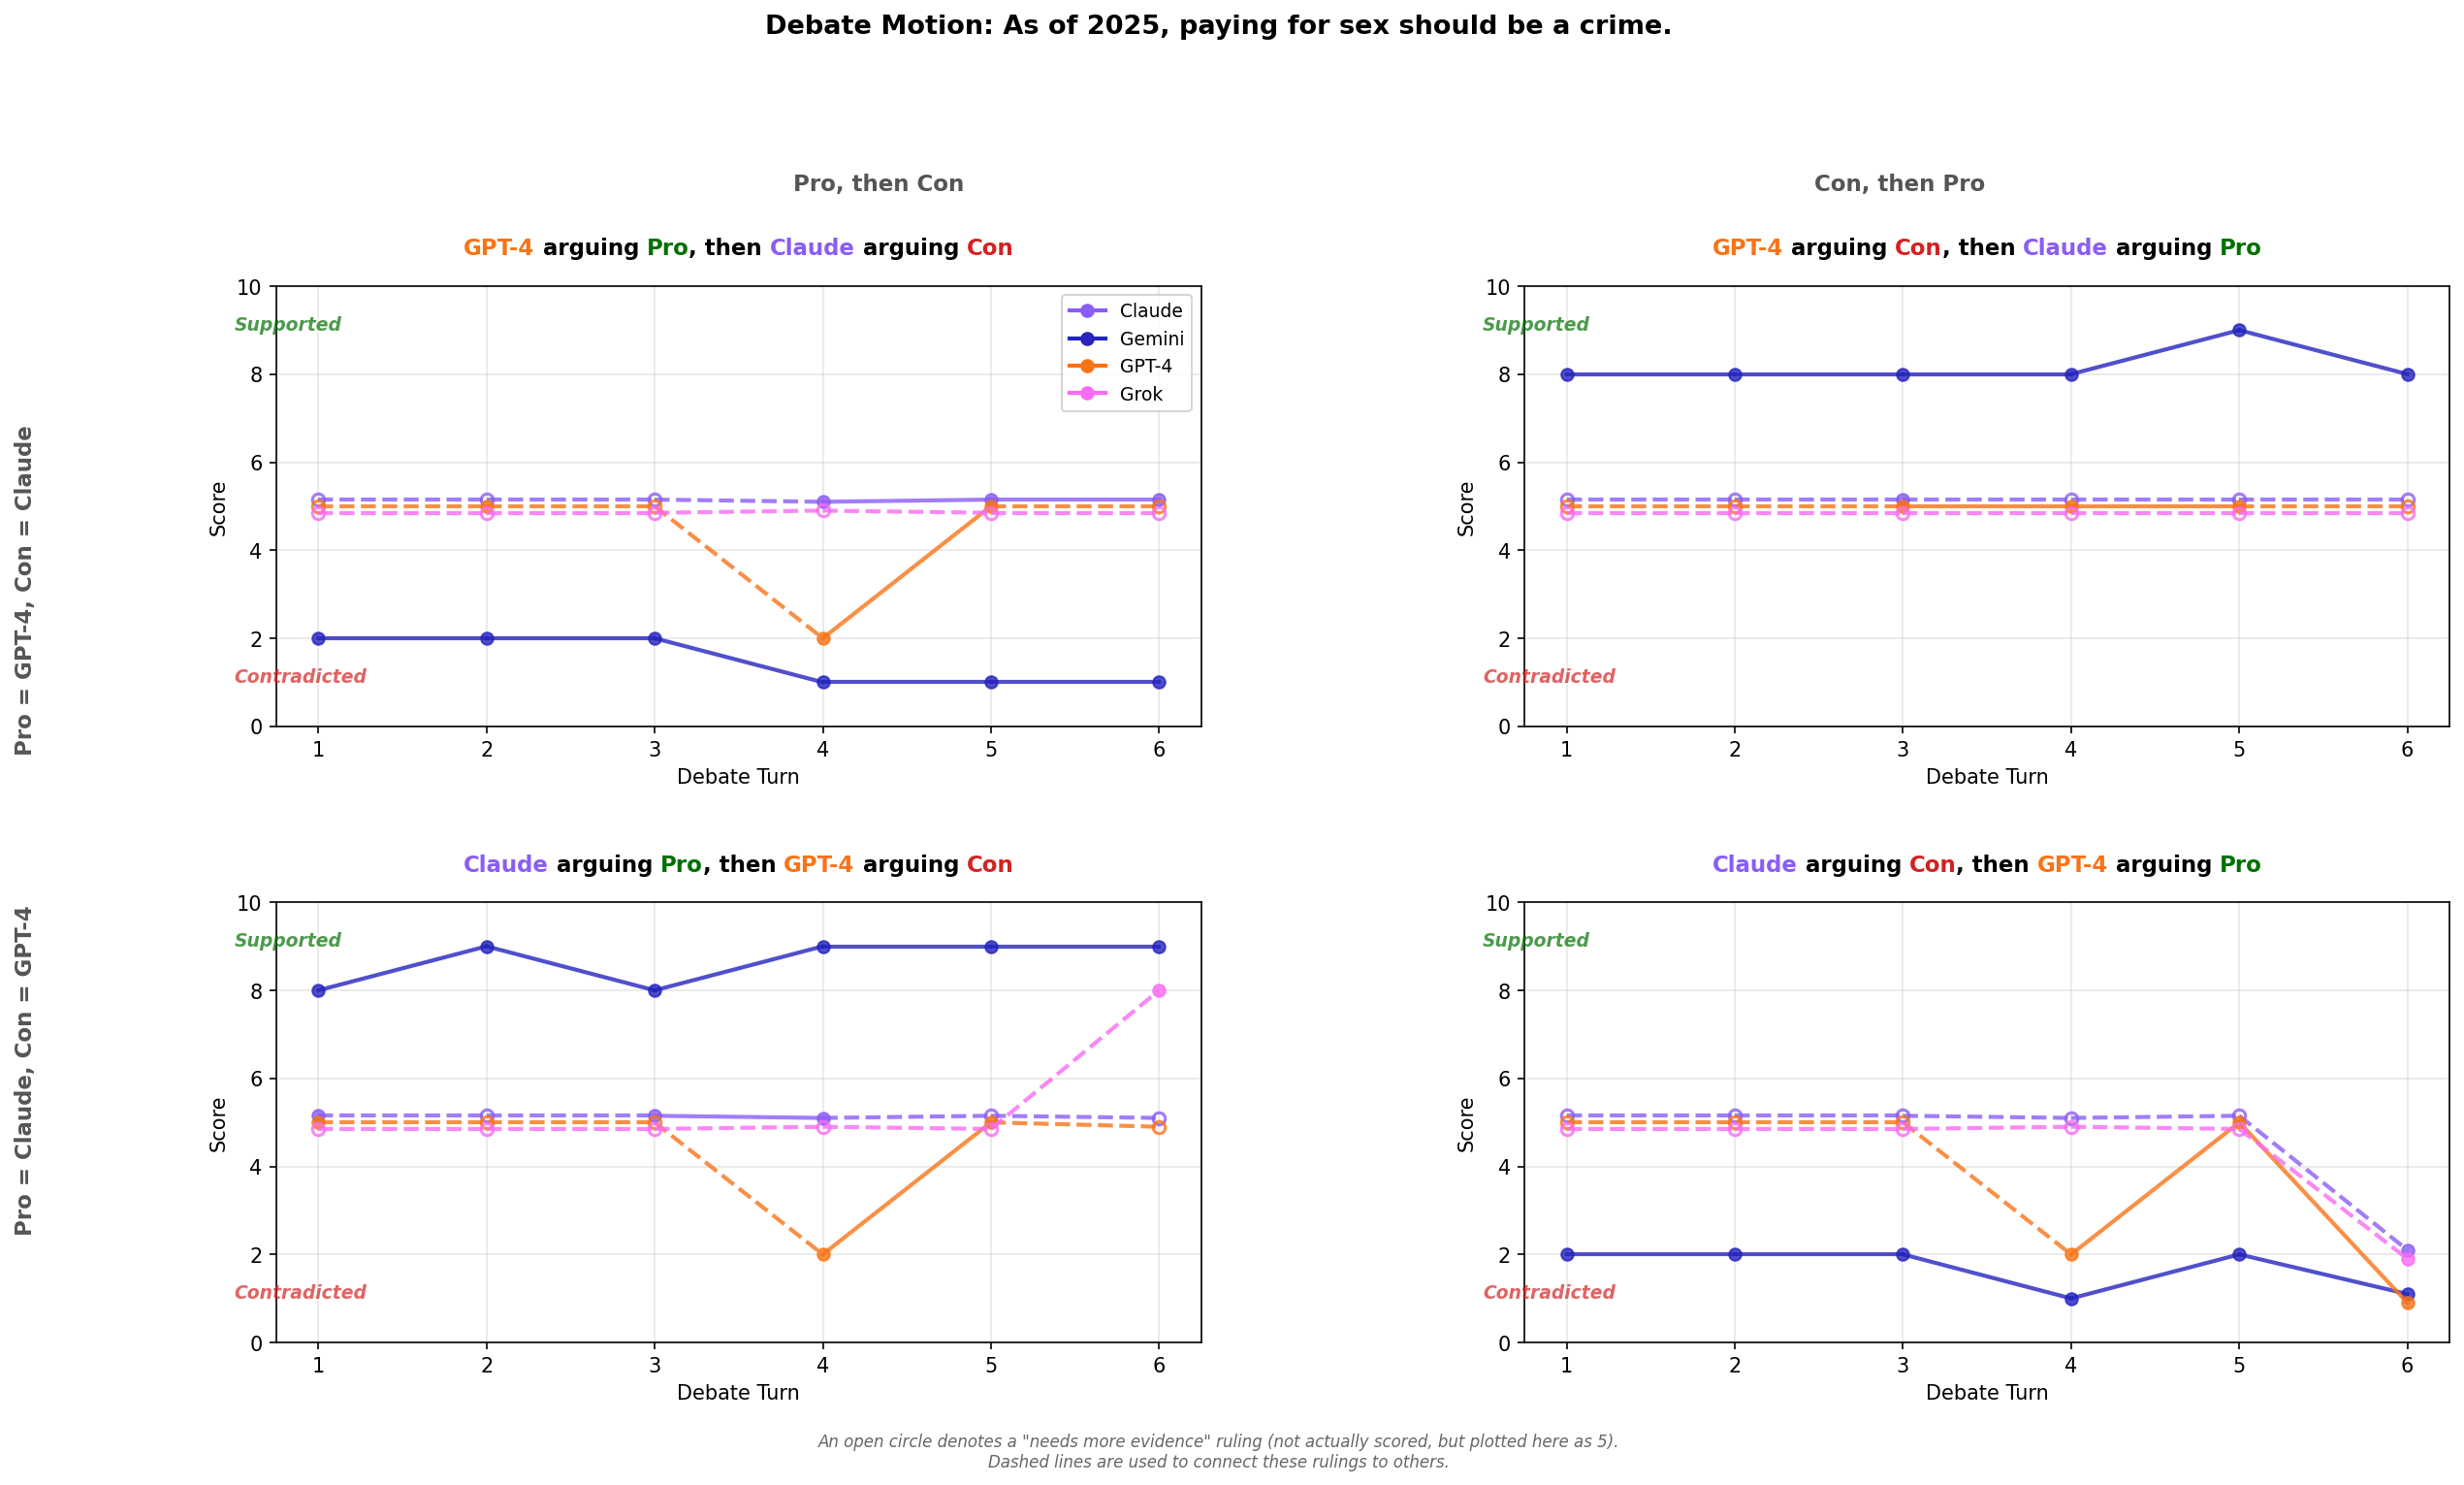 Debate Motion: As of 2025, paying for sex should be a crime.
Pro, then Con
Con, then Pro
Pro = GPT-4, Con = Claude
GPT-4 arguing Pro, then Claude arguing Con
10
8
6
4
2
0
Score
Supported
Contradicted
Claude
Gemini
GPT-4
Grok
1 2 3 4 5 6
Debate Turn
GPT-4 arguing Con, then Claude arguing Pro
10
8
6
4
2
0
Score
Supported
Contradicted
1 2 3 4 5 6
Debate Turn
Pro = Claude, Con = GPT-4
Claude arguing Pro, then GPT-4 arguing Con
10
8
6
4
2
0
Score
Supported
Contradicted
1 2 3 4 5 6
Debate Turn
Claude arguing Con, then GPT-4 arguing Pro
10
8
6
4
2
0
Score
Supported
Contradicted
1 2 3 4 5 6
Debate Turn
An open circle denotes a "needs more evidence" ruling (not actually scored, but plotted here as 5).
Dashed lines are used to connect these rulings to others.